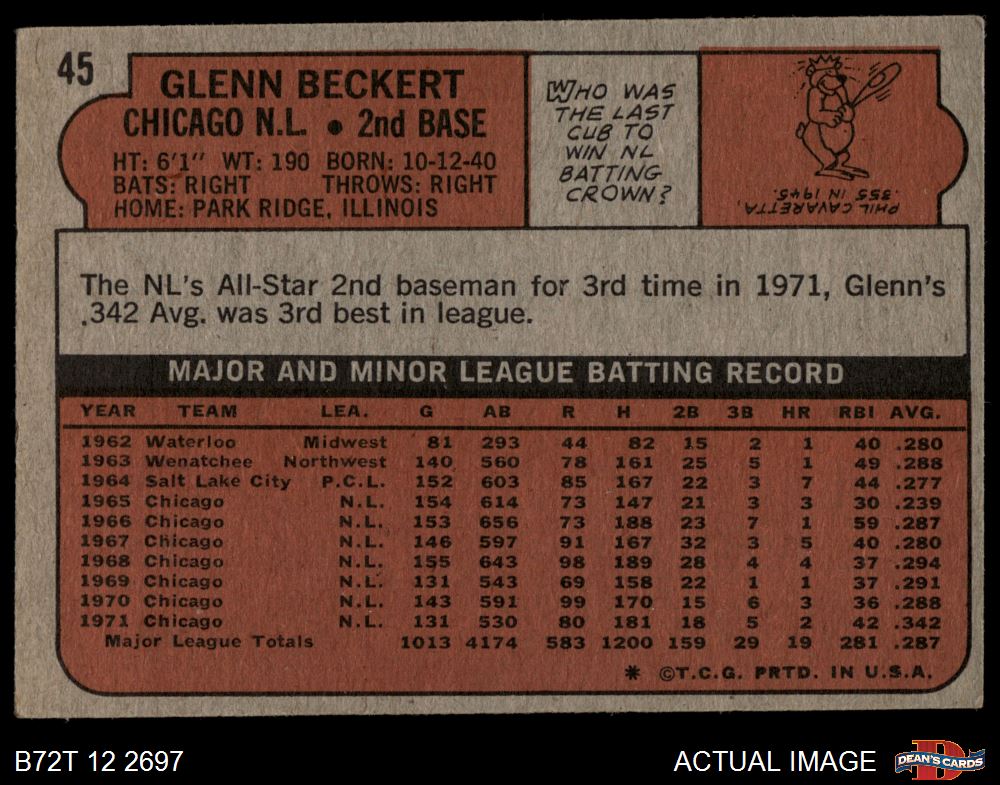 45
GLENN BECKERT
CHICAGO N.L. • 2nd BASE
HT: 6'1" WT: 190 BORN: 10-12-40
BATS: RIGHT THROWS: RIGHT
HOME: PARK RIDGE, ILLINOIS
WHO WAS
THE LAST
CUB TO
WIN NL
BATTING
CROWN?
PHIL CAVARETTA,
.355 IN 1945.
The NL's All-Star 2nd baseman for 3rd time in 1971, Glenn's
.342 Avg. was 3rd best in league.
MAJOR AND MINOR LEAGUE BATTING RECORD
YEAR TEAM LEA. G AB R H 2B 3B HR RBI AVG.
1962 Waterloo Midwest 81 293 44 82 15 2 1 40 .280
1963 Wenatchee Northwest 140 560 78 161 25 5 1 49 .288
1964 Salt Lake City P.C.L. 152 603 85 167 22 3 7 44 .277
1965 Chicago N.L. 154 614 73 147 21 3 3 30 .239
1966 Chicago N.L. 153 656 73 188 23 7 1 59 .287
1967 Chicago N.L. 146 597 91 167 32 3 5 40 .280
1968 Chicago N.L. 155 643 98 189 28 4 4 37 .294
1969 Chicago N.L. 131 543 69 158 22 1 1 37 .291
1970 Chicago N.L. 143 591 99 170 15 6 3 36 .288
1971 Chicago N.L. 131 530 80 181 18 5 2 42 .342
Major League Totals 1013 4174 583 1200 159 29 19 281 .287
* ©T.C.G. PRTD. IN U.S.A.
B72T 12 2697
ACTUAL IMAGE
DEAN'S CARDS